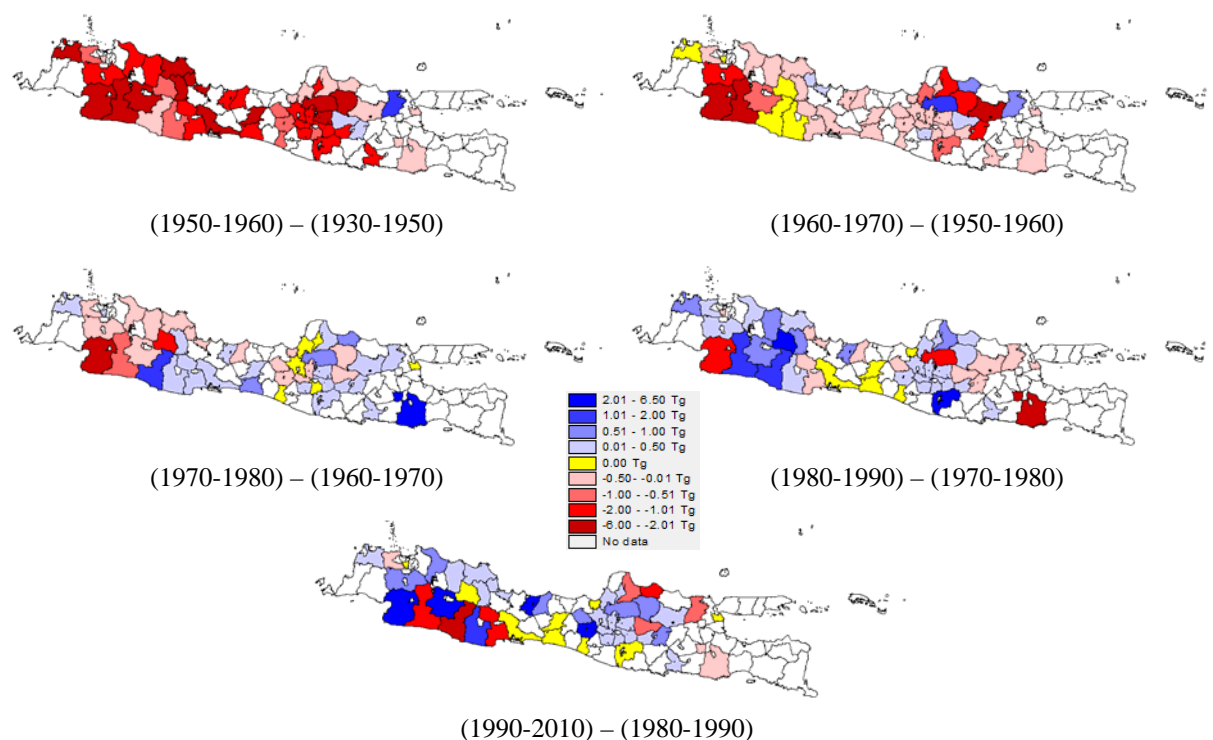 (1950-1960) – (1930-1950)
(1960-1970) – (1950-1960)
2.01 - 6.50 Tg
1.01 - 2.00 Tg
0.51 - 1.00 Tg
0.01 - 0.50 Tg
0.00 Tg
-0.50- -0.01 Tg
-1.00 - -0.51 Tg
-2.00 - -1.01 Tg
-6.00 - -2.01 Tg
No data
(1970-1980) – (1960-1970)
(1980-1990) – (1970-1980)
(1990-2010) – (1980-1990)